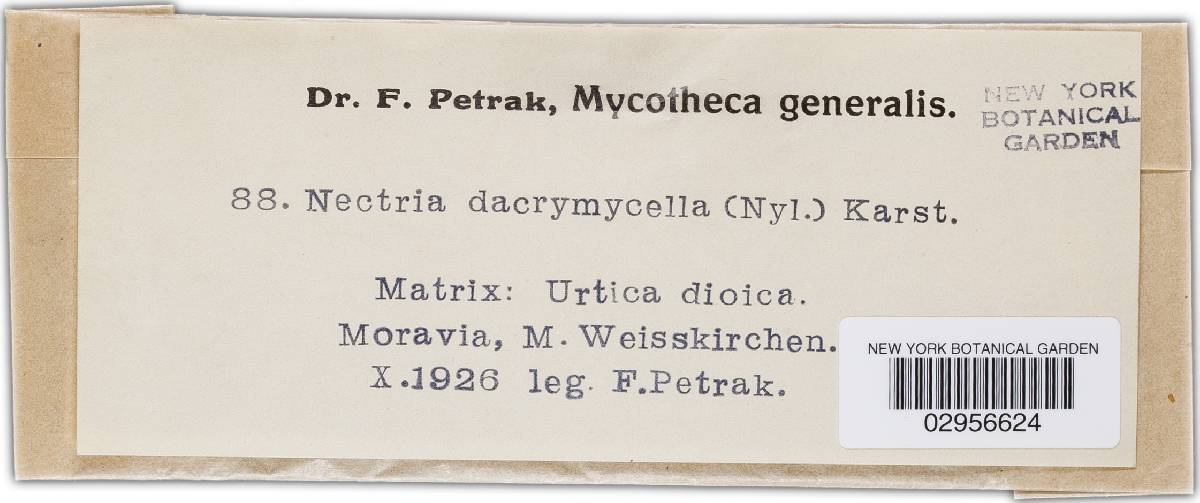 Dr. F. Petrak, Mycotheca generalis.
NEW YORK
BOTANICAL
GARDEN
88. Nectria dacrymycella (Nyl.) Karst.
Matrix: Urtica dioica.
Moravia, M. Weisskirchen.
X.1926 leg. F.Petrak.
NEW YORK BOTANICAL GARDEN
02956624